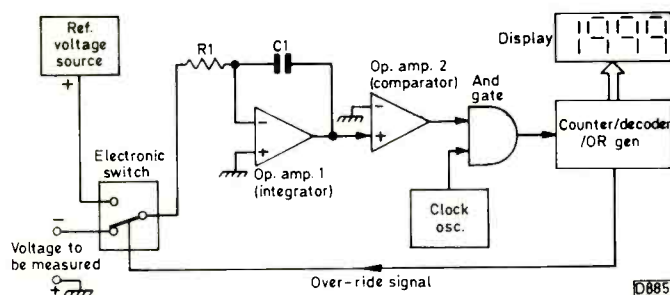 Ref.
voltage
source
+
R1
C1
Op. amp. 2
(comparator)
And
gate
Display
1999
Counter/decoder
/OR gen
Electronic
switch
-
+
Op. amp. 1
(integrator)
-
+
Clock
osc.
-
Voltage to
be measured
+
Over-ride signal
D885